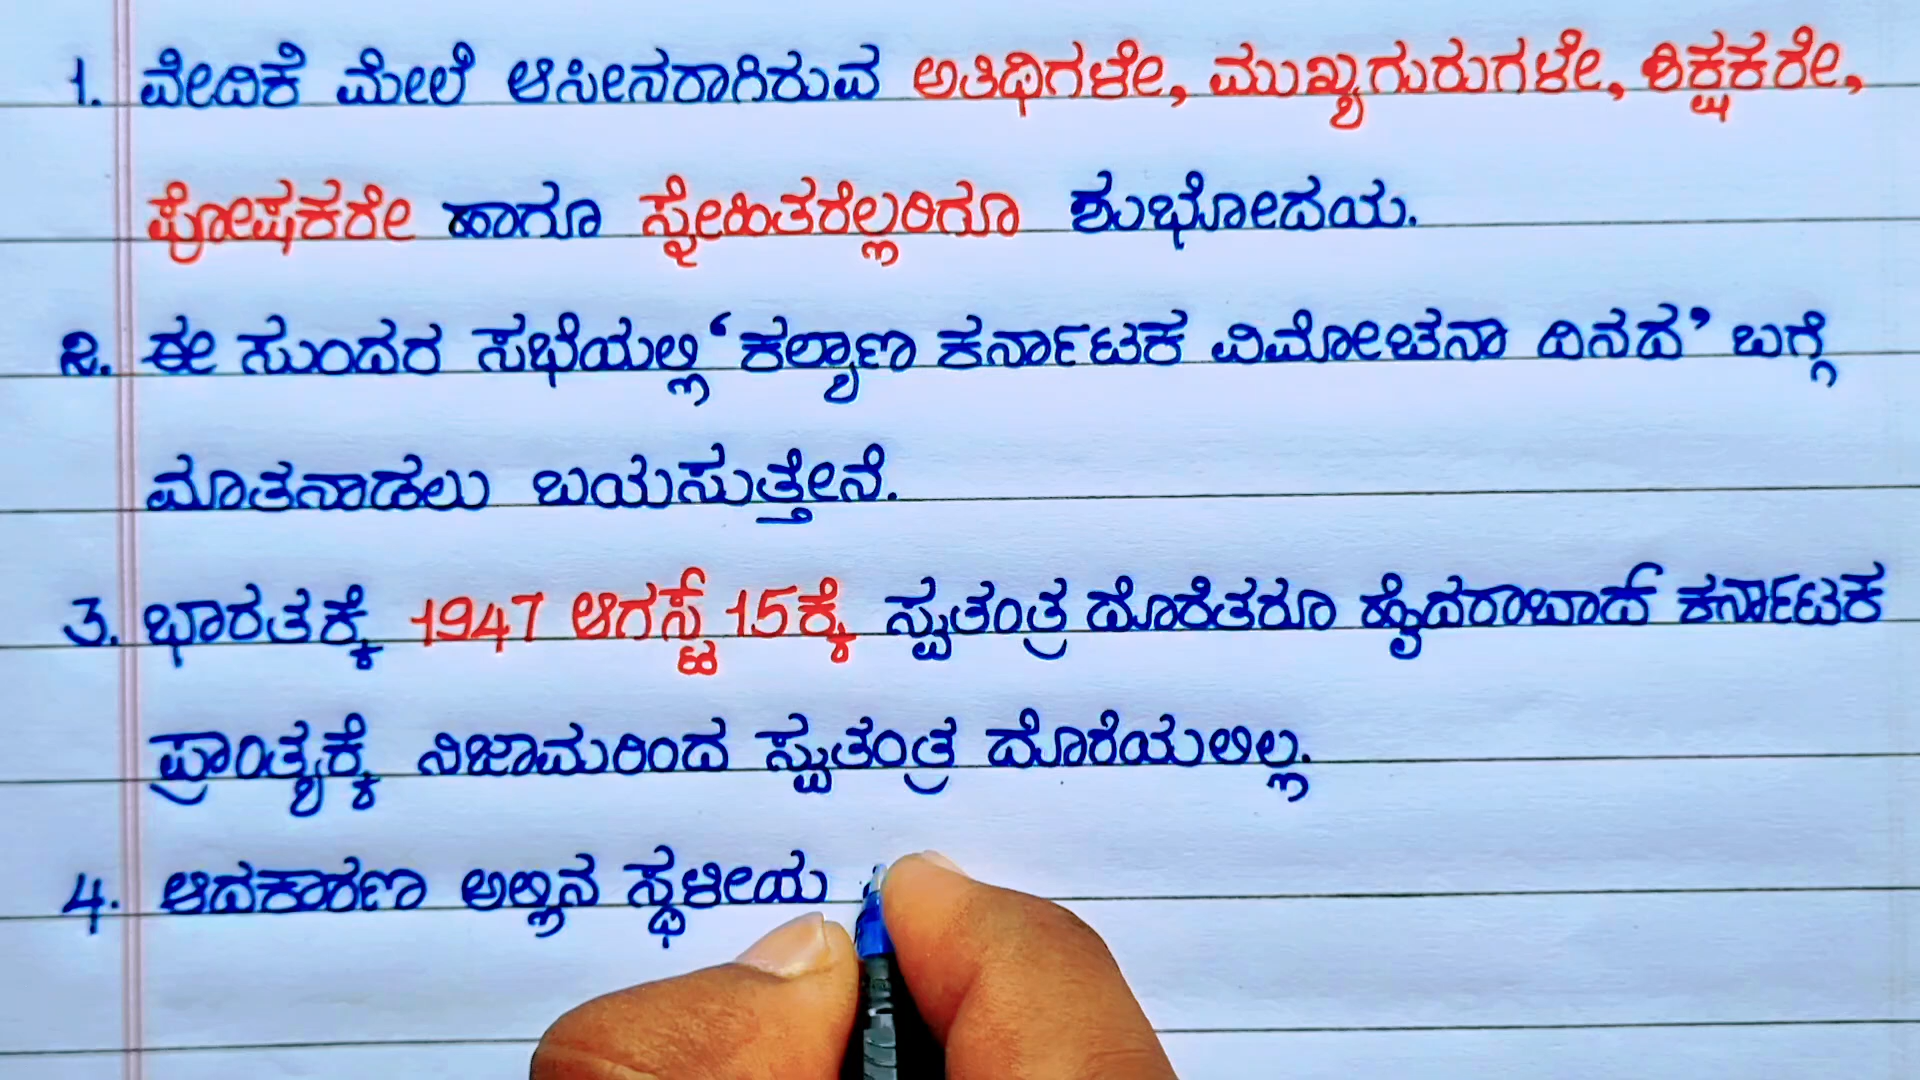 1. ವೇದಿಕೆ ಮೇಲೆ ಆಸೀನರಾಗಿರುವ ಅತಿಥಿಗಳೇ, ಮುಖ್ಯಗುರುಗಳೇ, ಶಿಕ್ಷಕರೇ,
ಪೋಷಕರೇ ಹಾಗೂ ಸ್ನೇಹಿತರೆಲ್ಲರಿಗೂ ಶುಭೋದಯ.
2. ಈ ಸುಂದರ ಸಭೆಯಲ್ಲಿ ‘ಕಲ್ಯಾಣ ಕರ್ನಾಟಕ ವಿಮೋಚನಾ ದಿನದ’ ಬಗ್ಗೆ
ಮಾತನಾಡಲು ಬಯಸುತ್ತೇನೆ.
3. ಭಾರತಕ್ಕೆ 1947 ಆಗಸ್ಟ್ 15ಕ್ಕೆ ಸ್ವತಂತ್ರ ದೊರೆತರೂ ಹೈದರಾಬಾದ್ ಕರ್ನಾಟಕ
ಪ್ರಾಂತ್ಯಕ್ಕೆ ನಿಜಾಮರಿಂದ ಸ್ವತಂತ್ರ ದೊರೆಯಲಿಲ್ಲ.
4. ಆದಕಾರಣ ಅಲ್ಲಿನ ಸ್ಥಳೀಯ